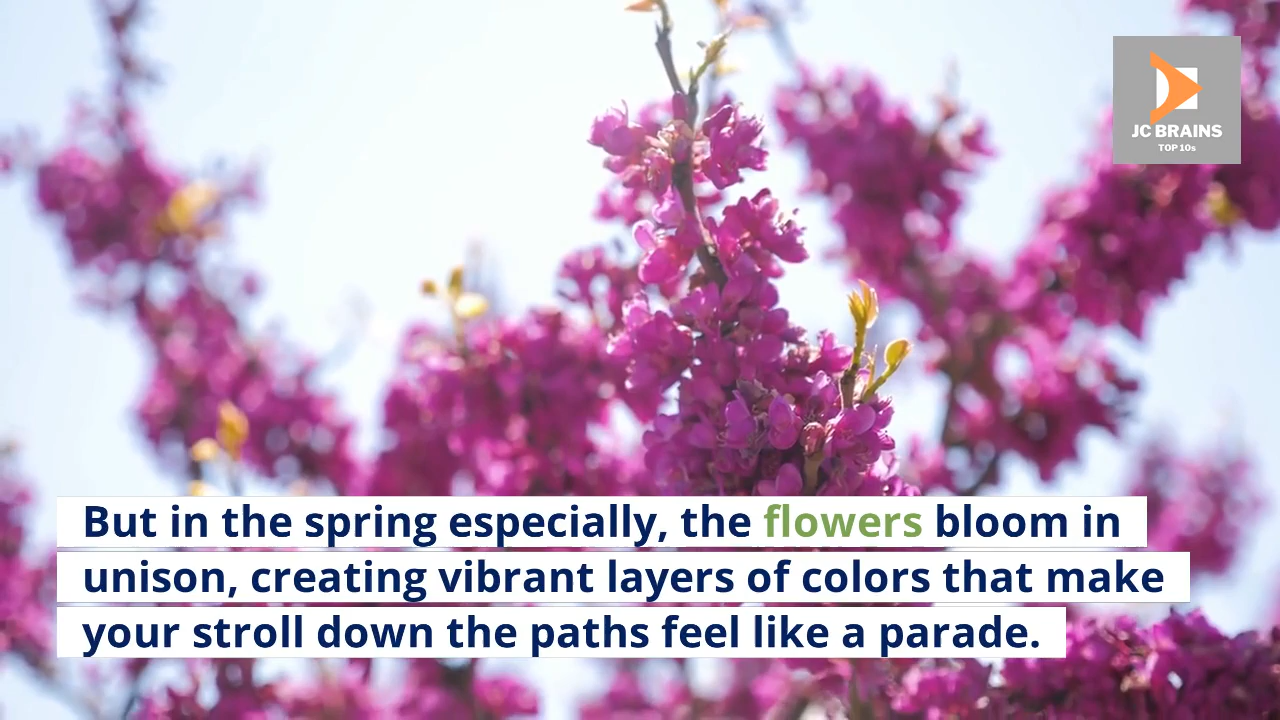 JC BRAINS
TOP 10s
But in the spring especially, the flowers bloom in
unison, creating vibrant layers of colors that make
your stroll down the paths feel like a parade.